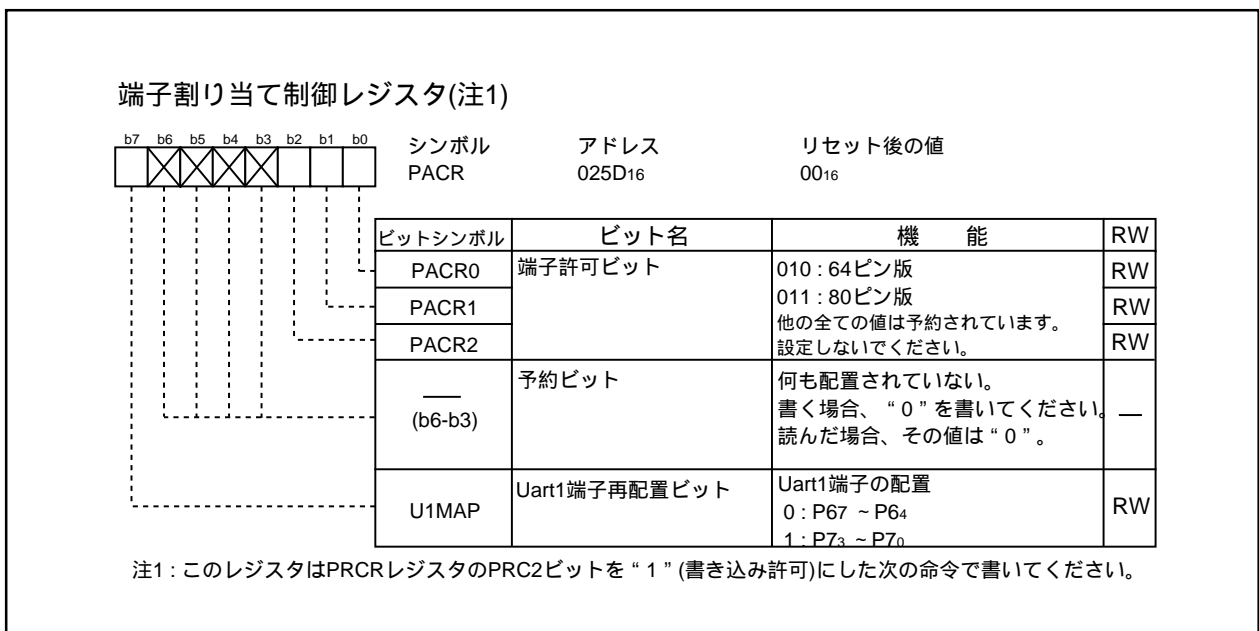 端子割り当て制御レジスタ(注1)
b7 b6 b5 b4 b3 b2 b1 b0
シンボル アドレス リセット後の値
PACR 025D16 0016
ビットシンボル ビット名 機 能 RW
PACR0 端子許可ビット 010 : 64ピン版 RW
PACR1 011 : 80ピン版 RW
他の全ての値は予約されています。
PACR2 設定しないでください。 RW
予約ビット 何も配置されていない。
(b6-b3) 書く場合、“ 0 ” を書いてください。 —
読んだ場合、その値は “ 0 ” 。
Uart1端子再配置ビット Uart1端子の配置
U1MAP 0 : P67 ~ P64 RW
1 : P73 ~ P70
注1 : このレジスタはPRCRレジスタのPRC2ビットを “ 1 ” (書き込み許可)にした次の命令で書いてください。